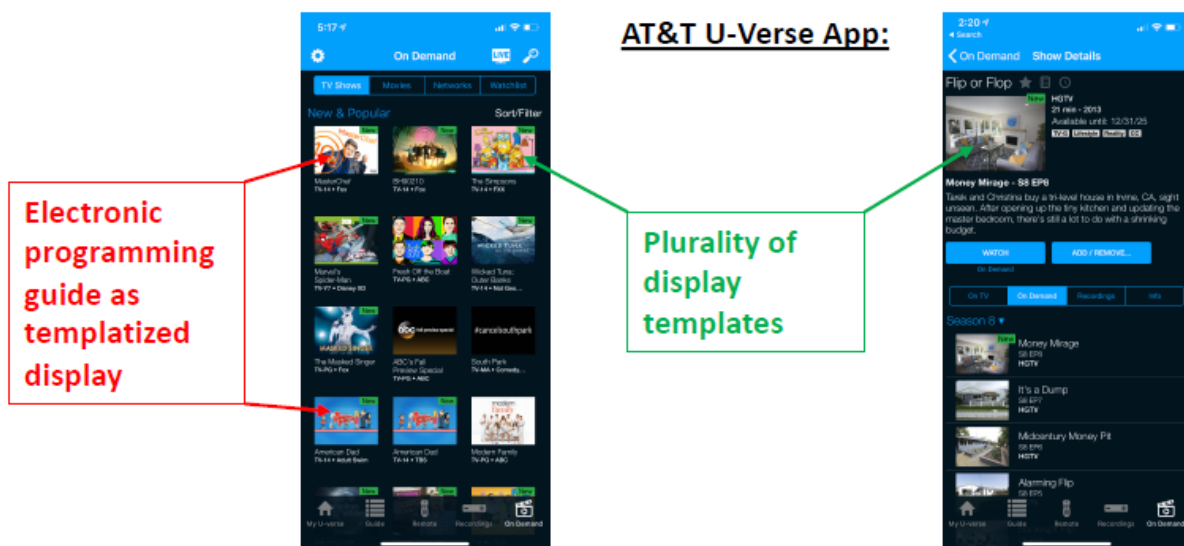 AT&T U-Verse App:
Electronic
programming
guide as
templatized
display
5:17
On Demand LIVE
TV Shows Movies Networks Watchlist
New & Popular Sort/Filter
New New New
MasterChef BH90210 The Simpsons
TV-14 • Fox TV-14 • Fox TV-14 • FXX
New New
Marvel's Fresh Off the Boat Wicked Tuna:
Spider-Man TV-PG • ABC Outer Banks
TV-Y7 • Disney XD TV-14 • Nat Geo...
New
abc fall preview special #cancelsouthpark
The Masked Singer ABC's Fall South Park
TV-PG • Fox Preview Special TV-MA • Comedy...
TV-PG • ABC
New New modern family
American Dad American Dad Modern Family
TV-14 • Adult Swim TV-14 • TBS TV-PG • ABC
New New New
My U-verse Guide Remote Recordings On Demand
Plurality of
display
templates
2:20
Search
On Demand Show Details
Flip or Flop
New
HGTV
21 min - 2013
Available until: 12/31/25
TV-G Lifestyle Reality CC
Money Mirage - S8 EP8
Tarek and Christina buy a tri-level house in Irvine, CA, sight
unseen. After opening up the tiny kitchen and updating the
master bedroom, there's still a lot to do with a shrinking
budget.
WATCH ADD / REMOVE...
On Demand
On TV On Demand Recordings Info
Season 8
New
Money Mirage
S8 EP8
HGTV
It's a Dump
S8 EP7
HGTV
Midcentury Money Pit
S8 EP6
HGTV
Alarming Flip
S8 EP5
My U-verse Guide Remote Recordings On Demand